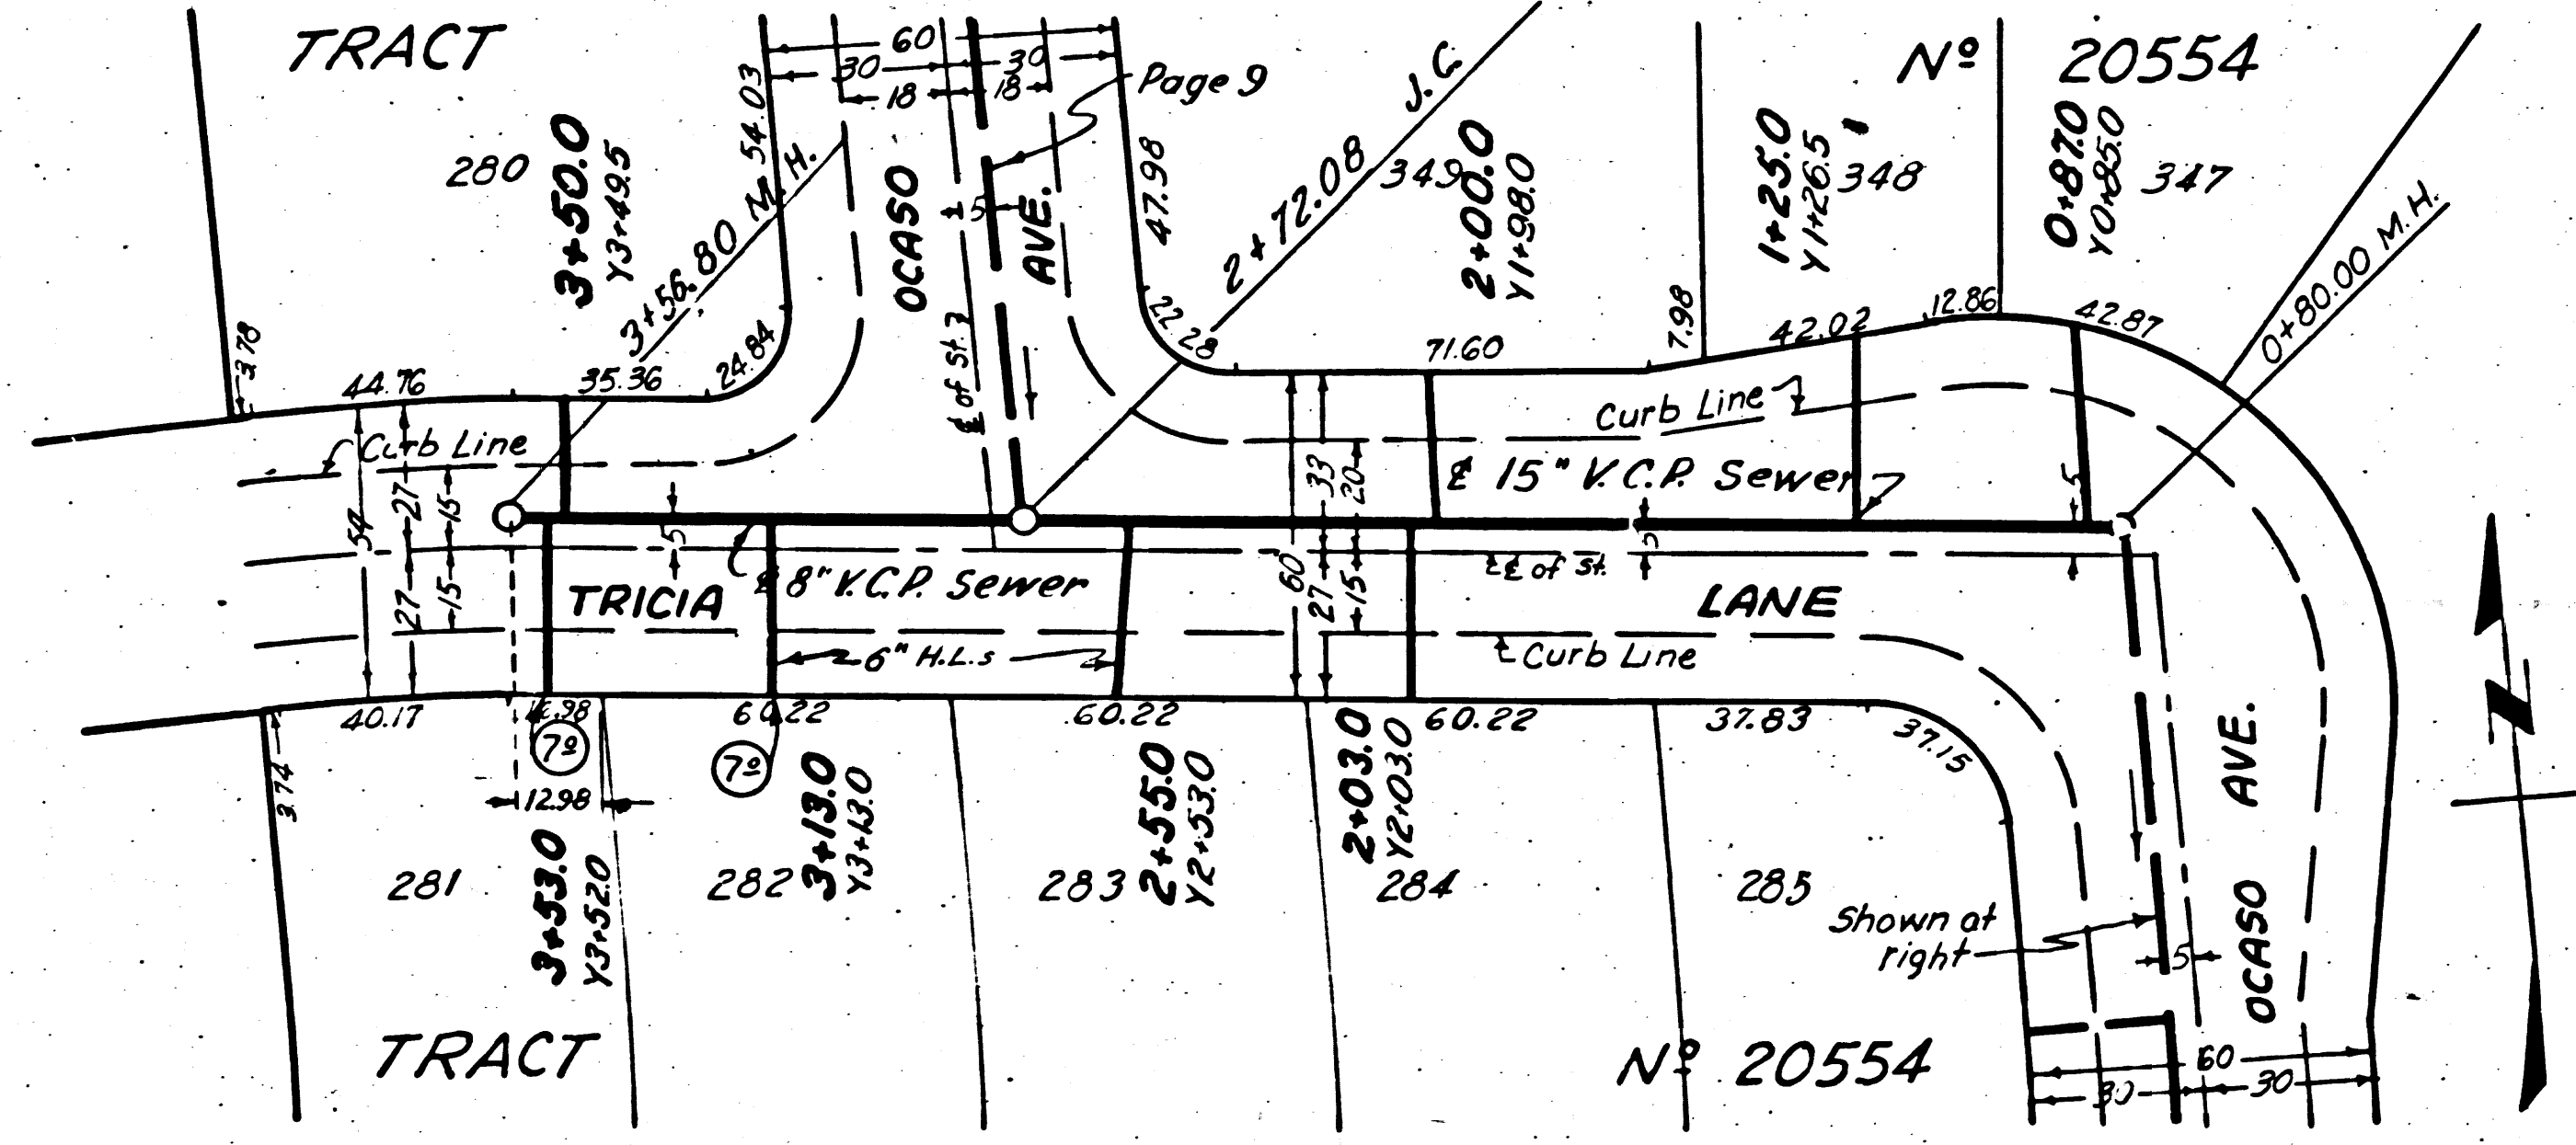 TRACT
Nº 20554
60
30
30
18
18
Page 9
54.03
280
3+50.0
Y3+49.5
3+56.80 M.H.
OCASO AVE.
5
47.98
2+72.08 J.C.
349
2+00.0
Y1+98.0
1+25.0
Y1+26.5
348
0+87.0
Y0+85.0
347
0+80.00 M.H.
3.78
44.76
35.36
24.84
℄ of St.
22.28
71.60
7.98
42.02
12.86
42.87
Curb Line
Curb Line
℄ 15" V.C.P. Sewer
54
27
15
27
15
5
33
20
60
27
15
5
5
TRICIA LANE
℄ 8" V.C.P. Sewer
℄ of St.
6" H.L.s
Curb Line
40.17
12.98
60.22
60.22
60.22
37.83
37.15
7º
7º
12.98
3.74
281
3+53.0
Y3+52.0
282
3+13.0
Y3+13.0
283
2+55.0
Y2+53.0
284
2+03.0
Y2+03.0
285
Shown at
right
5
OCASO AVE.
N
TRACT
Nº 20554
60
30
30